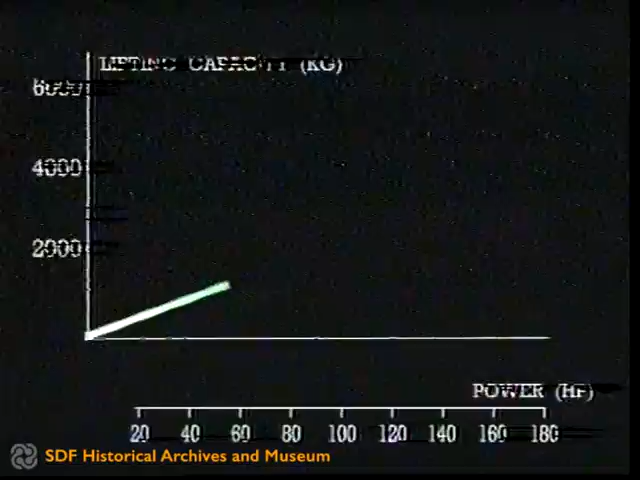 LIFTING CAPACITY (KG)
6000
4000
2000
POWER (HP)
20 40 60 80 100 120 140 160 180
SDF Historical Archives and Museum